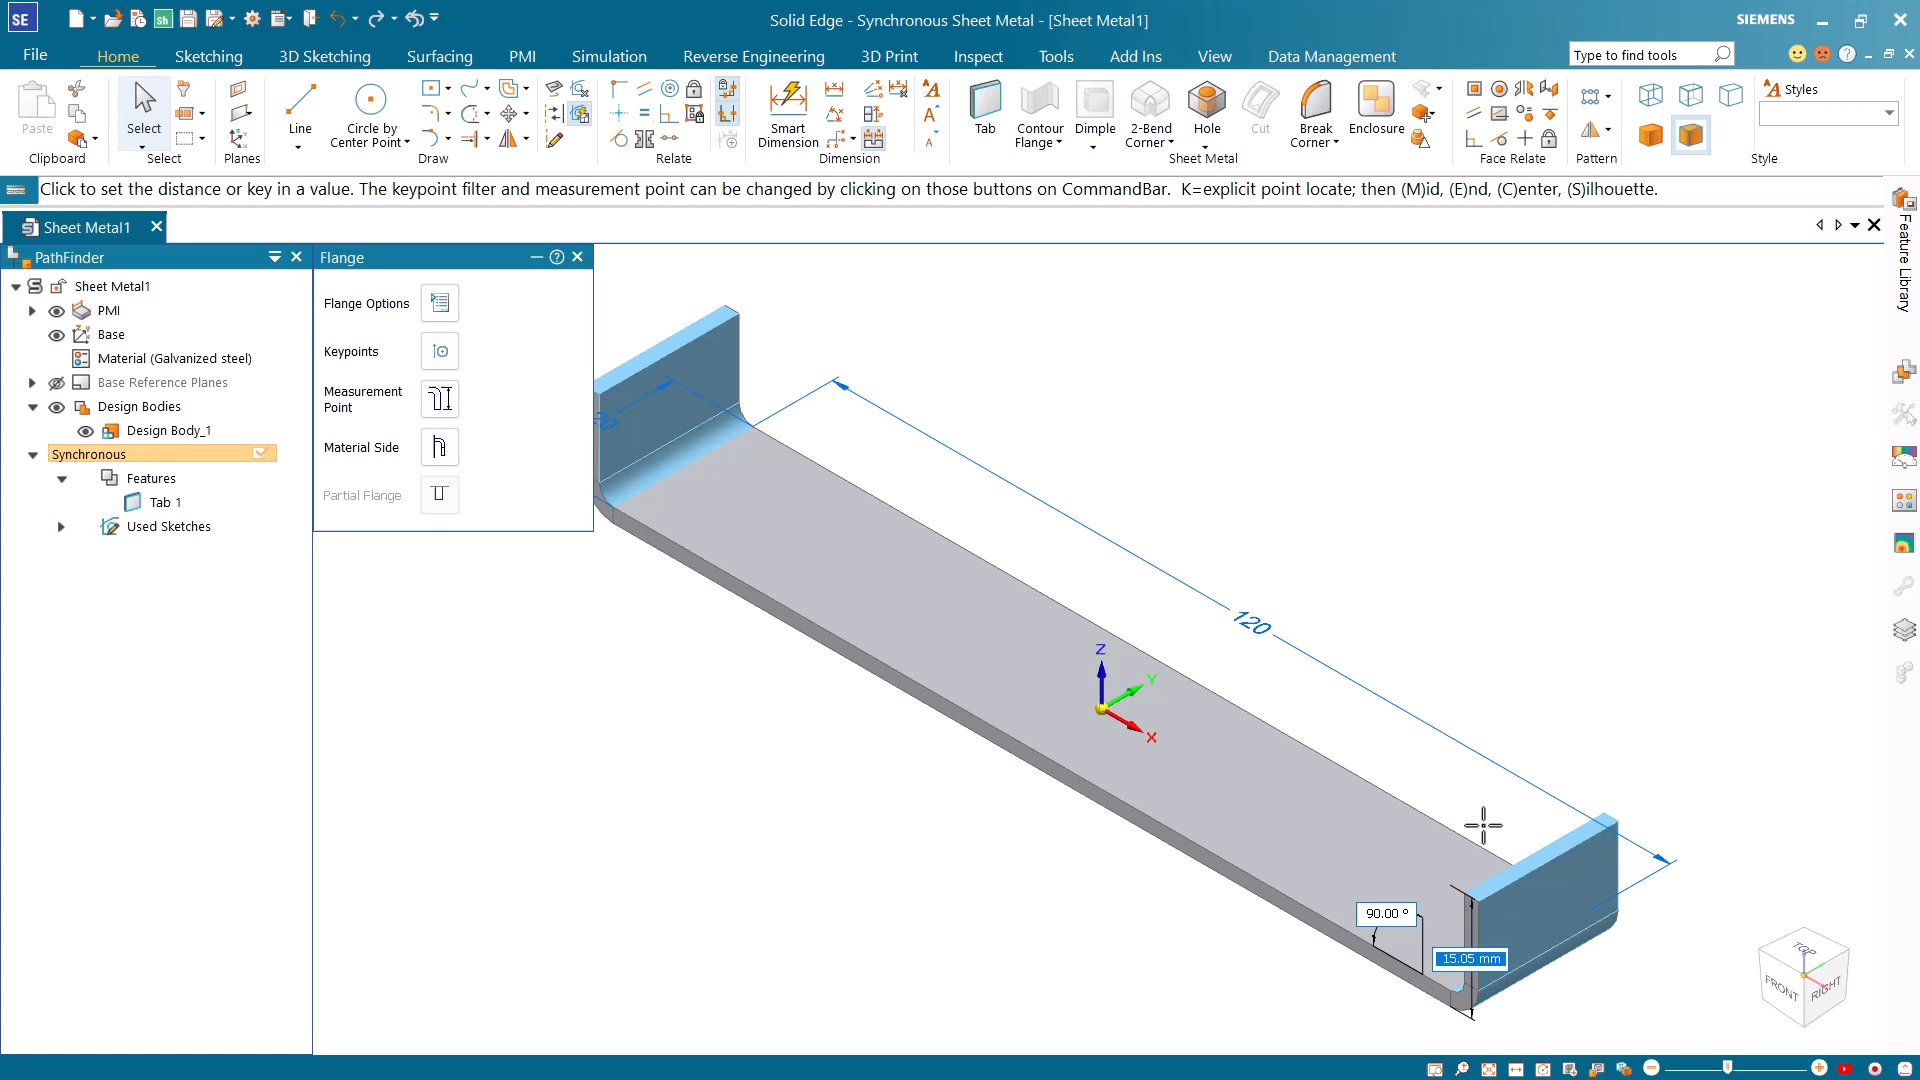 SE
Sh
Solid Edge - Synchronous Sheet Metal - [Sheet Metal1]
SIEMENS
File
Home
Sketching
3D Sketching
Surfacing
PMI
Simulation
Reverse Engineering
3D Print
Inspect
Tools
Add Ins
View
Data Management
Type to find tools
Paste
Clipboard
Select
Select
Planes
Line
Circle by
Center Point
Draw
Relate
Smart
Dimension
Dimension
Tab
Contour
Flange
Dimple
2-Bend
Corner
Hole
Cut
Break
Corner
Enclosure
Sheet Metal
Face Relate
Pattern
Styles
Style
Click to set the distance or key in a value. The keypoint filter and measurement point can be changed by clicking on those buttons on CommandBar. K=explicit point locate; then (M)id, (E)nd, (C)enter, (S)ilhouette.
Sheet Metal1
PathFinder
Sheet Metal1
PMI
Base
Material (Galvanized steel)
Base Reference Planes
Design Bodies
Design Body_1
Synchronous
Features
Tab 1
Used Sketches
Flange
Flange Options
Keypoints
Measurement
Point
Material Side
Partial Flange
Feature Library
20
120
Z
Y
X
90.00 °
15.05 mm
TOP
FRONT
RIGHT